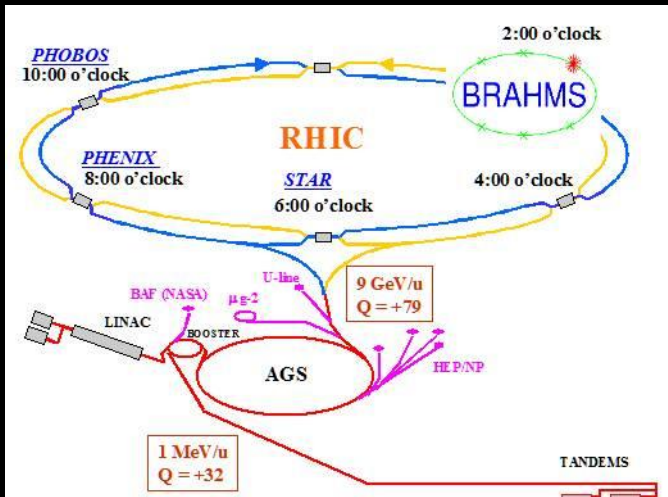 2:00 o'clock
PHOBOS
10:00 o'clock
BRAHMS
RHIC
PHENIX
8:00 o'clock
STAR
6:00 o'clock
4:00 o'clock
U-line
9 GeV/u
Q = +79
BAF (NASA)
μg-2
LINAC
BOOSTER
AGS
HEP/NP
1 MeV/u
Q = +32
TANDEMS